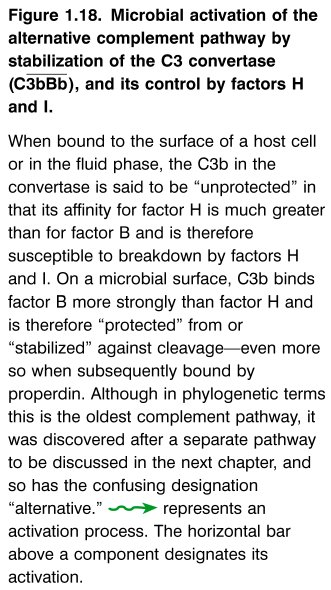 Figure 1.18. Microbial activation of the
alternative complement pathway by
stabilization of the C3 convertase
(C3̅b̅B̅b̅), and its control by factors H
and I.
When bound to the surface of a host cell
or in the fluid phase, the C3b in the
convertase is said to be “unprotected” in
that its affinity for factor H is much greater
than for factor B and is therefore
susceptible to breakdown by factors H
and I. On a microbial surface, C3b binds
factor B more strongly than factor H and
is therefore “protected” from or
“stabilized” against cleavage—even more
so when subsequently bound by
properdin. Although in phylogenetic terms
this is the oldest complement pathway, it
was discovered after a separate pathway
to be discussed in the next chapter, and
so has the confusing designation
“alternative.” represents an
activation process. The horizontal bar
above a component designates its
activation.